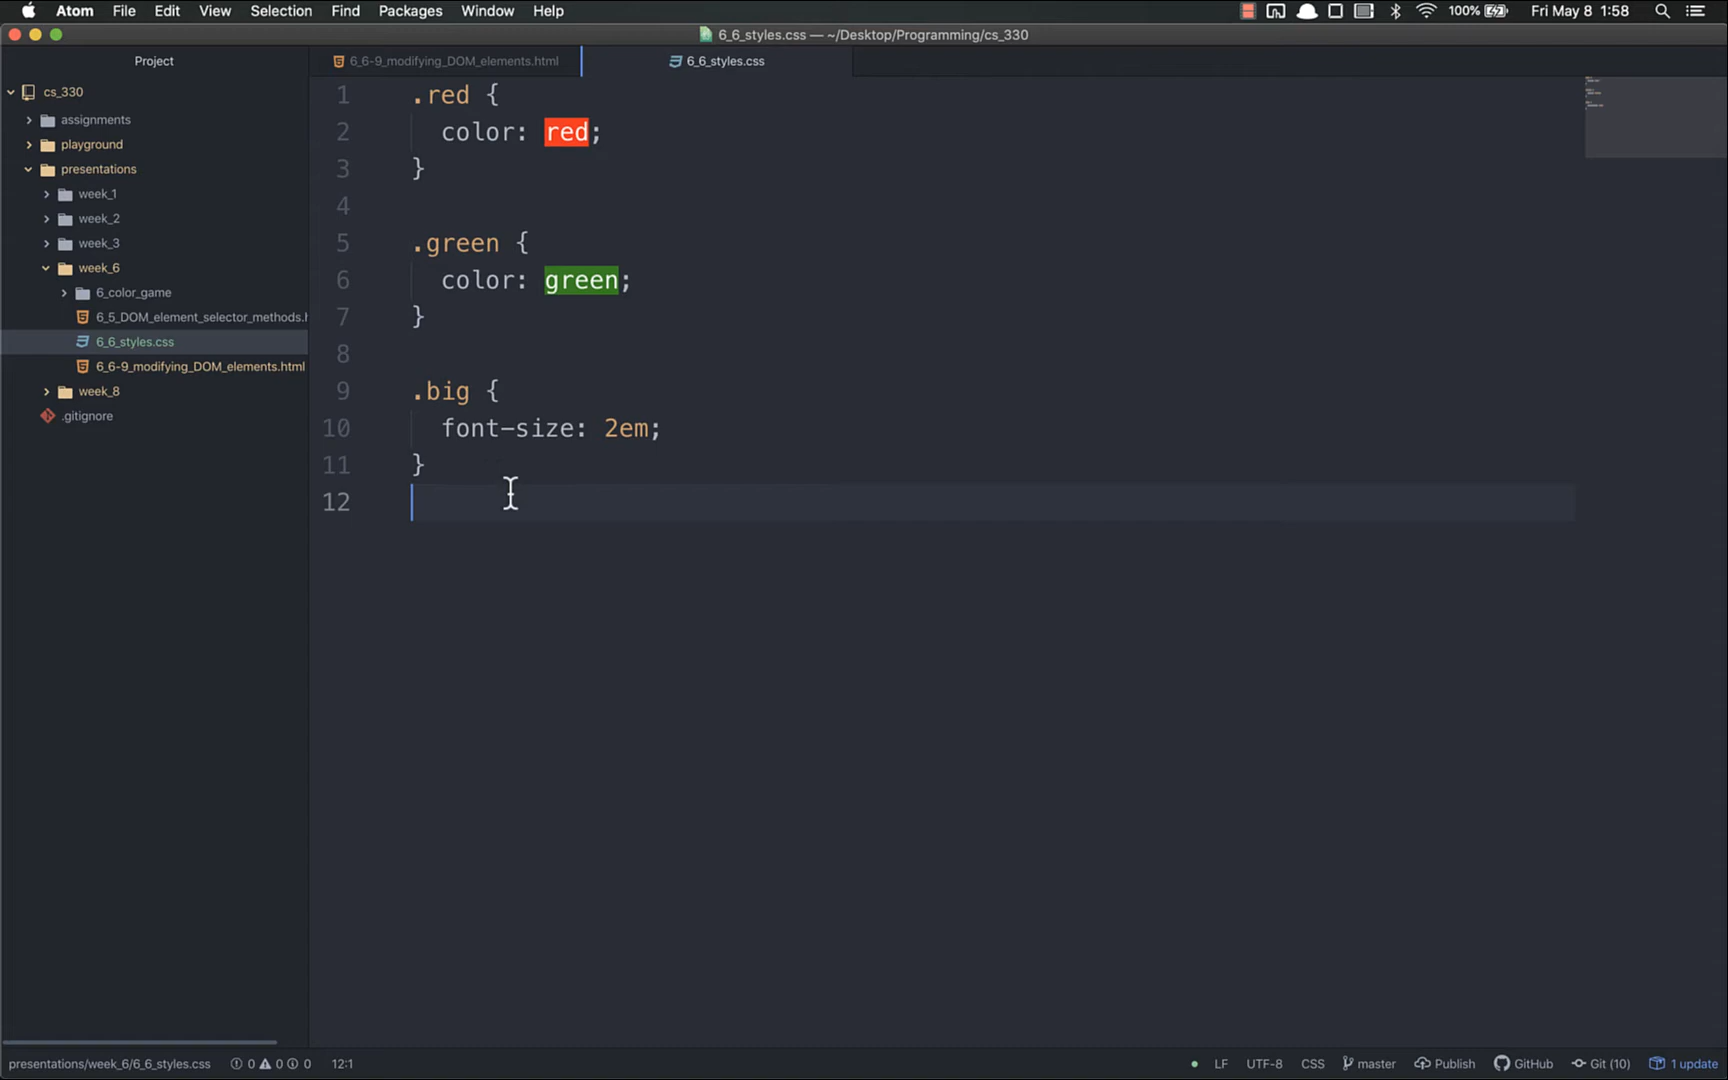 Atom File Edit View Selection Find Packages Window Help 100% Fri May 8 1:58
6_6_styles.css — ~/Desktop/Programming/cs_330
Project
cs_330
assignments
playground
presentations
week_1
week_2
week_3
week_6
6_color_game
6_5_DOM_element_selector_methods.h
6_6_styles.css
6_6-9_modifying_DOM_elements.html
week_8
.gitignore
6_6-9_modifying_DOM_elements.html 6_6_styles.css
1 .red {
2 color: red;
3 }
4
5 .green {
6 color: green;
7 }
8
9 .big {
10 font-size: 2em;
11 }
12
presentations/week_6/6_6_styles.css 0 0 0 12:1 LF UTF-8 CSS master Publish GitHub Git (10) 1 update